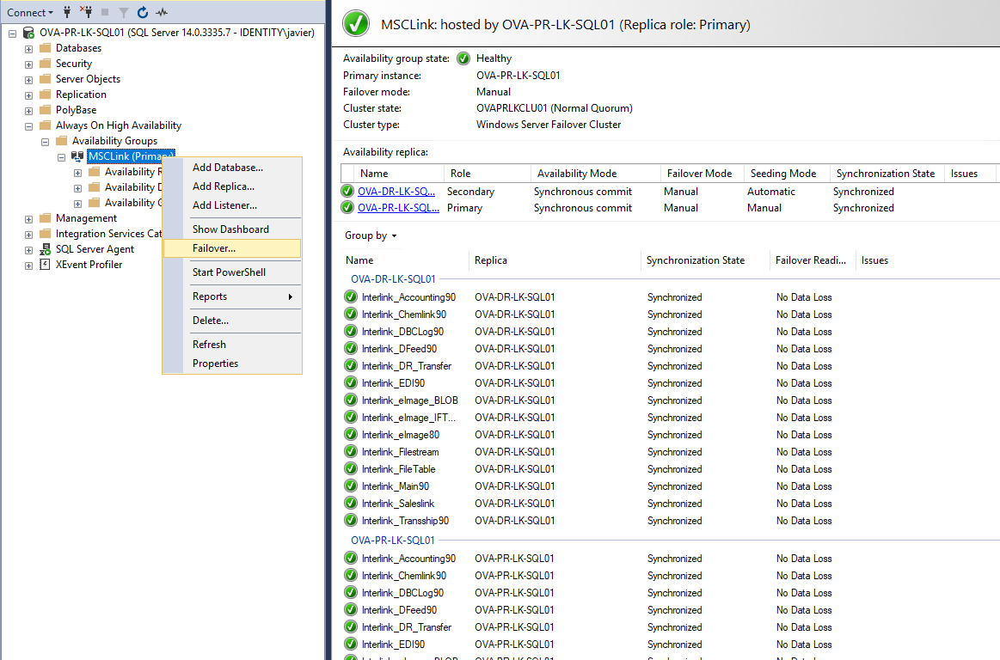 Connect
OVA-PR-LK-SQL01 (SQL Server 14.0.3335.7 - IDENTITY\javier)
Databases
Security
Server Objects
Replication
PolyBase
Always On High Availability
Availability Groups
MSCLink (Primary)
Availability R
Availability D
Availability G
Management
Integration Services Cat
SQL Server Agent
XEvent Profiler
Add Database...
Add Replica...
Add Listener...
Show Dashboard
Failover...
Start PowerShell
Reports
Delete...
Refresh
Properties
MSCLink: hosted by OVA-PR-LK-SQL01 (Replica role: Primary)
Availability group state: Healthy
Primary instance: OVA-PR-LK-SQL01
Failover mode: Manual
Cluster state: OVAPRLKCLU01 (Normal Quorum)
Cluster type: Windows Server Failover Cluster
Availability replica:
Name Role Availability Mode Failover Mode Seeding Mode Synchronization State Issues
OVA-DR-LK-SQ... Secondary Synchronous commit Manual Automatic Synchronized
OVA-PR-LK-SQL... Primary Synchronous commit Manual Manual Synchronized
Group by
Name Replica Synchronization State Failover Readi... Issues
OVA-DR-LK-SQL01
Interlink_Accounting90 OVA-DR-LK-SQL01 Synchronized No Data Loss
Interlink_Chemlink90 OVA-DR-LK-SQL01 Synchronized No Data Loss
Interlink_DBCLog90 OVA-DR-LK-SQL01 Synchronized No Data Loss
Interlink_DFeed90 OVA-DR-LK-SQL01 Synchronized No Data Loss
Interlink_DR_Transfer OVA-DR-LK-SQL01 Synchronized No Data Loss
Interlink_EDI90 OVA-DR-LK-SQL01 Synchronized No Data Loss
Interlink_eImage_BLOB OVA-DR-LK-SQL01 Synchronized No Data Loss
Interlink_eImage_IFT... OVA-DR-LK-SQL01 Synchronized No Data Loss
Interlink_eImage80 OVA-DR-LK-SQL01 Synchronized No Data Loss
Interlink_Filestream OVA-DR-LK-SQL01 Synchronized No Data Loss
Interlink_FileTable OVA-DR-LK-SQL01 Synchronized No Data Loss
Interlink_Main90 OVA-DR-LK-SQL01 Synchronized No Data Loss
Interlink_Saleslink OVA-DR-LK-SQL01 Synchronized No Data Loss
Interlink_Transship90 OVA-DR-LK-SQL01 Synchronized No Data Loss
OVA-PR-LK-SQL01
Interlink_Accounting90 OVA-PR-LK-SQL01 Synchronized No Data Loss
Interlink_Chemlink90 OVA-PR-LK-SQL01 Synchronized No Data Loss
Interlink_DBCLog90 OVA-PR-LK-SQL01 Synchronized No Data Loss
Interlink_DFeed90 OVA-PR-LK-SQL01 Synchronized No Data Loss
Interlink_DR_Transfer OVA-PR-LK-SQL01 Synchronized No Data Loss
Interlink_EDI90 OVA-PR-LK-SQL01 Synchronized No Data Loss